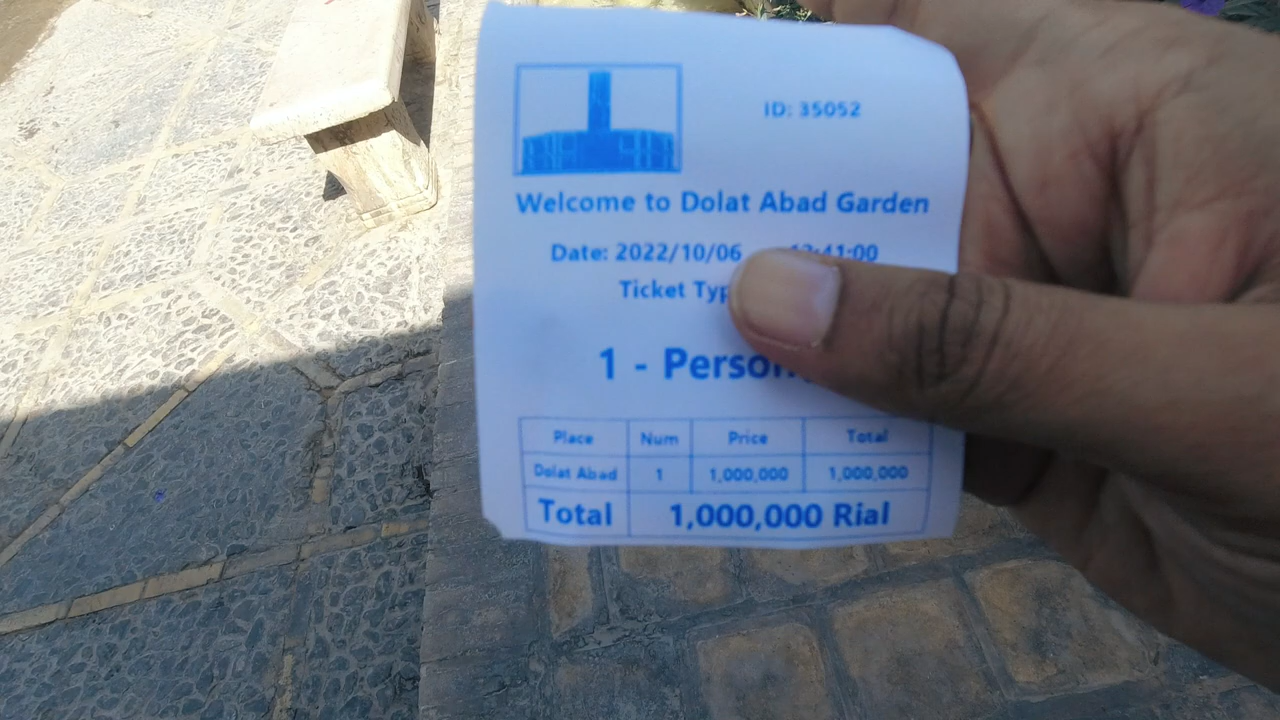 ID: 35052
Welcome to Dolat Abad Garden
Date: 2022/10/06
Ticket
1 - Person
Place Num Price Total
Dolat Abad 1 1,000,000 1,000,000
Total 1,000,000 Rial